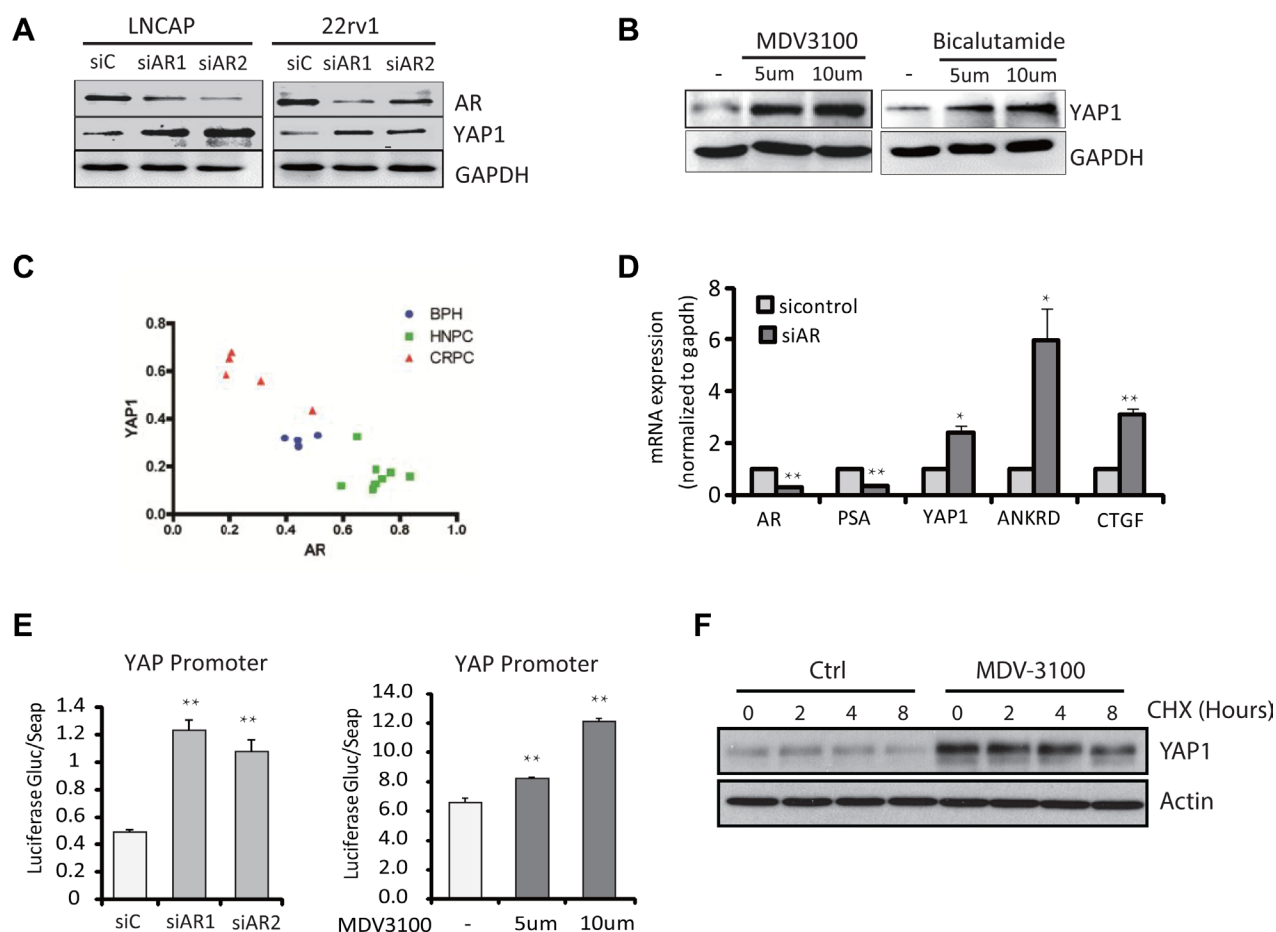 A
LNCAP
22rv1
siC siAR1 siAR2
siC siAR1 siAR2
AR
YAP1
GAPDH
B
MDV3100
Bicalutamide
- 5um 10um
- 5um 10um
YAP1
GAPDH
C
BPH
HNPC
CRPC
YAP1
0.8
0.6
0.4
0.2
0.0
0.0 0.2 0.4 0.6 0.8 1.0
AR
D
mRNA expression
(normalized to gapdh)
8
6
4
2
0
sicontrol
siAR
** ** * * **
AR PSA YAP1 ANKRD CTGF
E
YAP Promoter
Luciferase Gluc/Seap
1.4
1.2
1
0.8
0.6
0.4
0.2
0
** **
siC siAR1 siAR2
YAP Promoter
Luciferase Gluc/Seap
14.0
12.0
10.0
8.0
6.0
4.0
2.0
0.0
** **
MDV3100 - 5um 10um
F
Ctrl MDV-3100
0 2 4 8 0 2 4 8 CHX (Hours)
YAP1
Actin